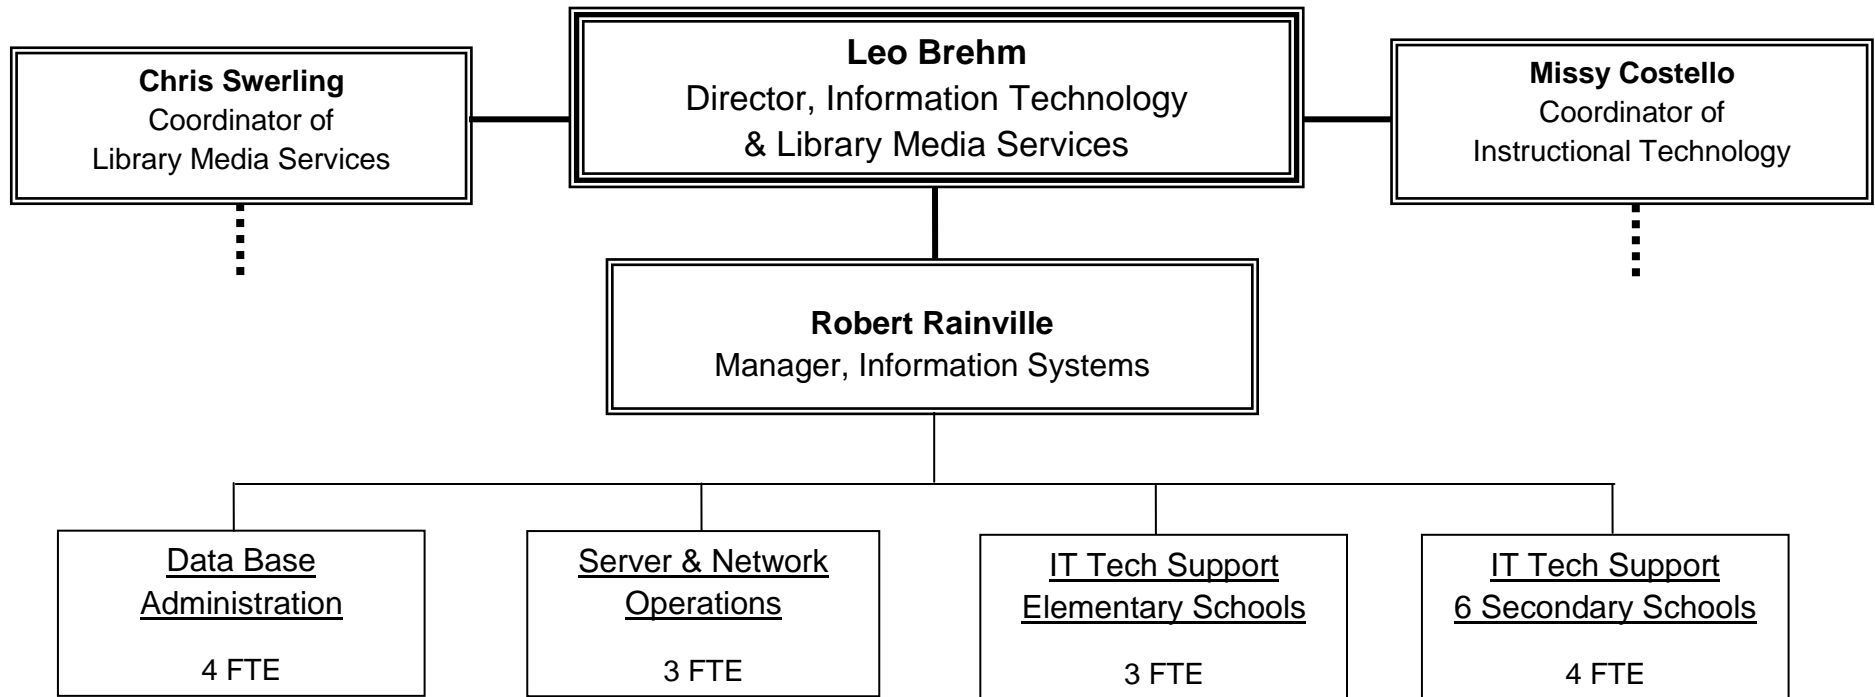 Chris Swerling
Coordinator of
Library Media Services
Leo Brehm
Director, Information Technology
& Library Media Services
Missy Costello
Coordinator of
Instructional Technology
Robert Rainville
Manager, Information Systems
Data Base
Administration
4 FTE
Server & Network
Operations
3 FTE
IT Tech Support
Elementary Schools
3 FTE
IT Tech Support
6 Secondary Schools
4 FTE